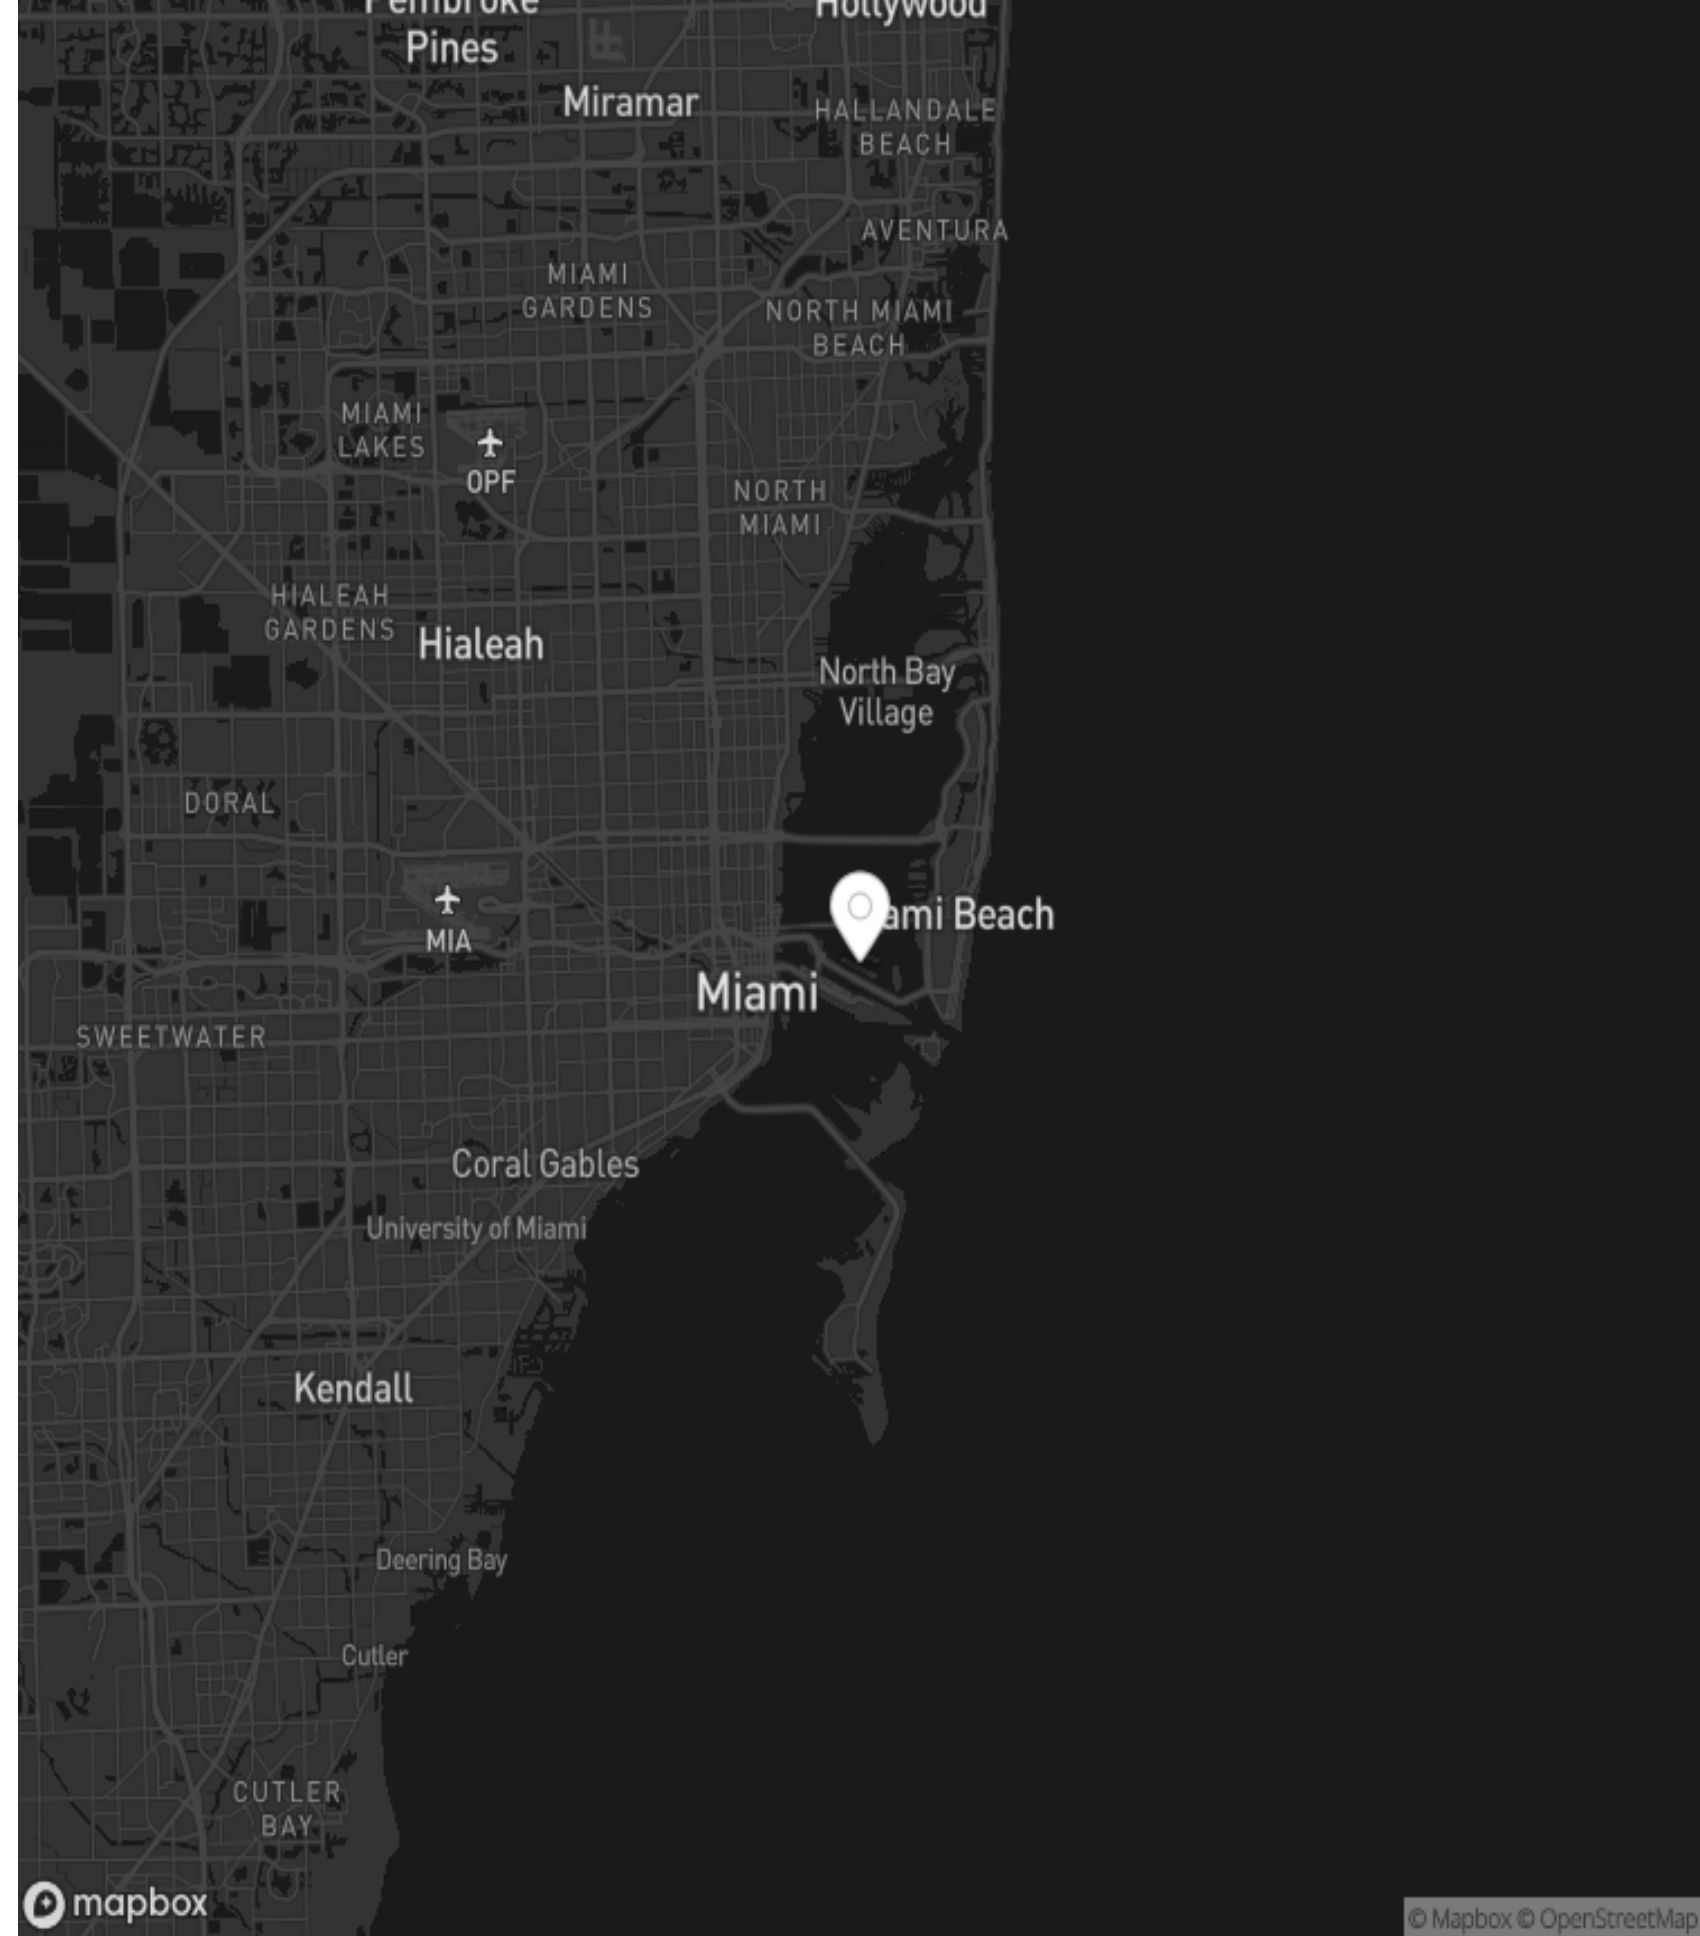 Pembroke
Pines
Hollywood
Miramar
HALLANDALE
BEACH
AVENTURA
MIAMI
GARDENS
NORTH MIAMI
BEACH
MIAMI
LAKES
OPF
NORTH
MIAMI
HIALEAH
GARDENS
Hialeah
North Bay
Village
DORAL
MIA
ami Beach
Miami
SWEETWATER
Coral Gables
University of Miami
Kendall
Deering Bay
Cutler
CUTLER
BAY
mapbox
© Mapbox © OpenStreetMap